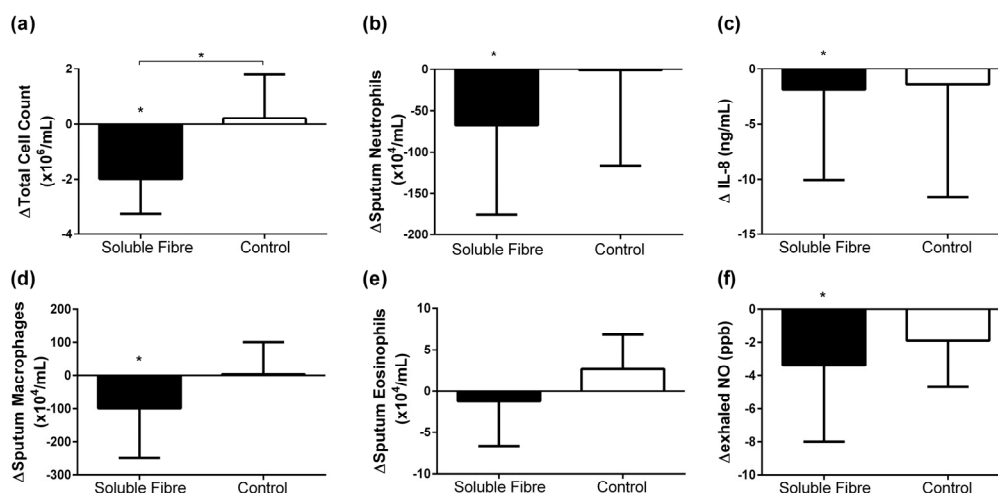 (a)
ΔTotal Cell Count
(x10⁶/mL)
2
0
-2
-4
*
*
Soluble Fibre
Control
(b)
ΔSputum Neutrophils
(x10⁴/mL)
0
-50
-100
-150
-200
*
Soluble Fibre
Control
(c)
Δ IL-8 (ng/mL)
0
-5
-10
-15
*
Soluble Fibre
Control
(d)
ΔSputum Macrophages
(x10⁴/mL)
200
100
0
-100
-200
-300
*
Soluble Fibre
Control
(e)
ΔSputum Eosinophils
(x10⁴/mL)
10
5
0
-5
-10
Soluble Fibre
Control
(f)
Δexhaled NO (ppb)
0
-2
-4
-6
-8
-10
*
Soluble Fibre
Control